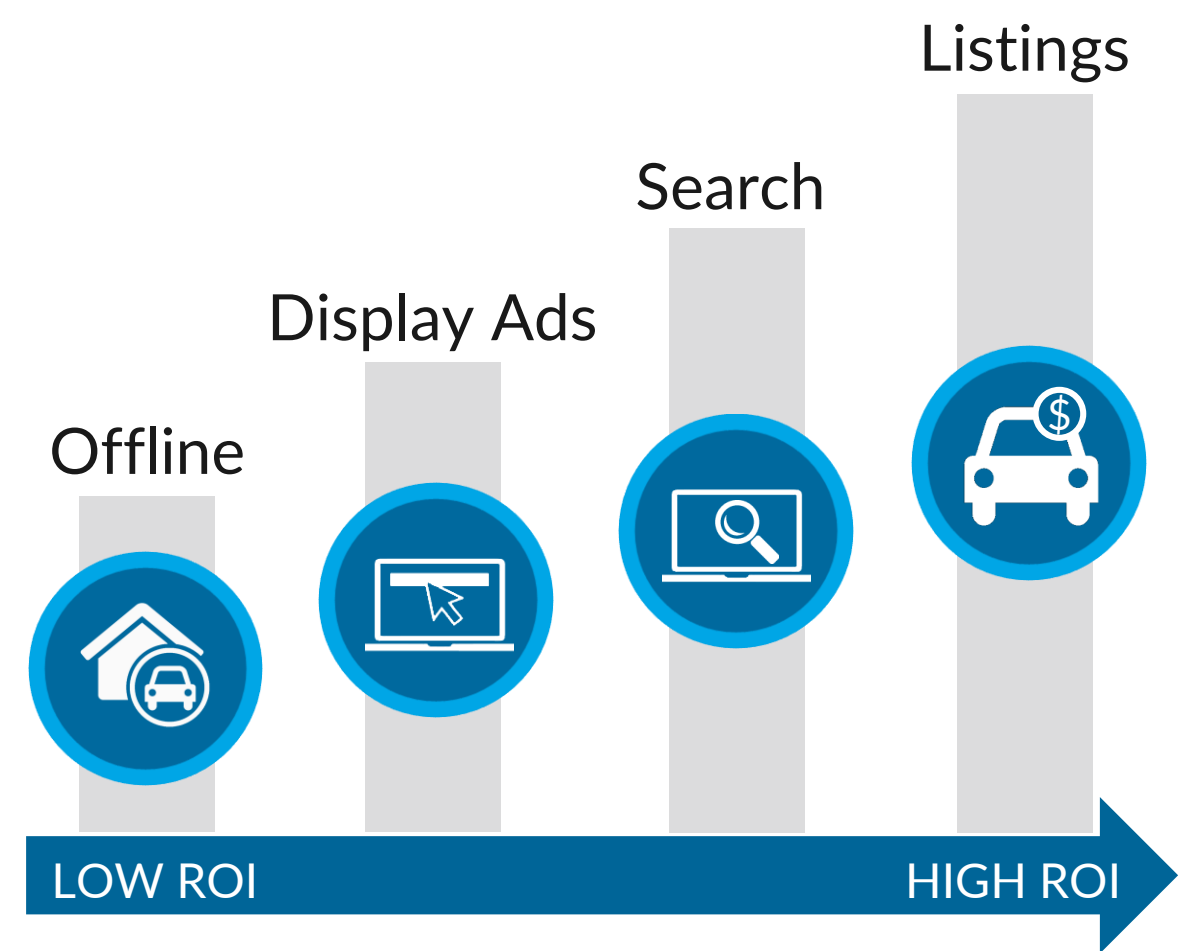 Listings
Search
Display Ads
Offline
$
LOW ROI
HIGH ROI